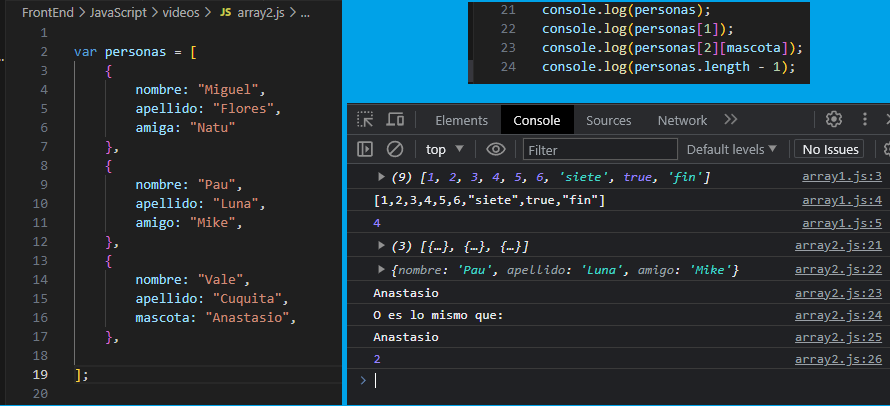 FrontEnd > JavaScript > videos > JS array2.js > ...
1
2 var personas = [
3 {
4 nombre: "Miguel",
5 apellido: "Flores",
6 amiga: "Natu"
7 },
8 {
9 nombre: "Pau",
10 apellido: "Luna",
11 amigo: "Mike",
12 },
13 {
14 nombre: "Vale",
15 apellido: "Cuquita",
16 mascota: "Anastasio",
17 },
18
19 ];
20
21 console.log(personas);
22 console.log(personas[1]);
23 console.log(personas[2][mascota]);
24 console.log(personas.length - 1);
Elements Console Sources Network
top Filter Default levels No Issues
(9) [1, 2, 3, 4, 5, 6, 'siete', true, 'fin'] array1.js:3
[1,2,3,4,5,6,"siete",true,"fin"] array1.js:4
4 array1.js:5
(3) [{…}, {…}, {…}] array2.js:21
{nombre: 'Pau', apellido: 'Luna', amigo: 'Mike'} array2.js:22
Anastasio array2.js:23
O es lo mismo que: array2.js:24
Anastasio array2.js:25
2 array2.js:26